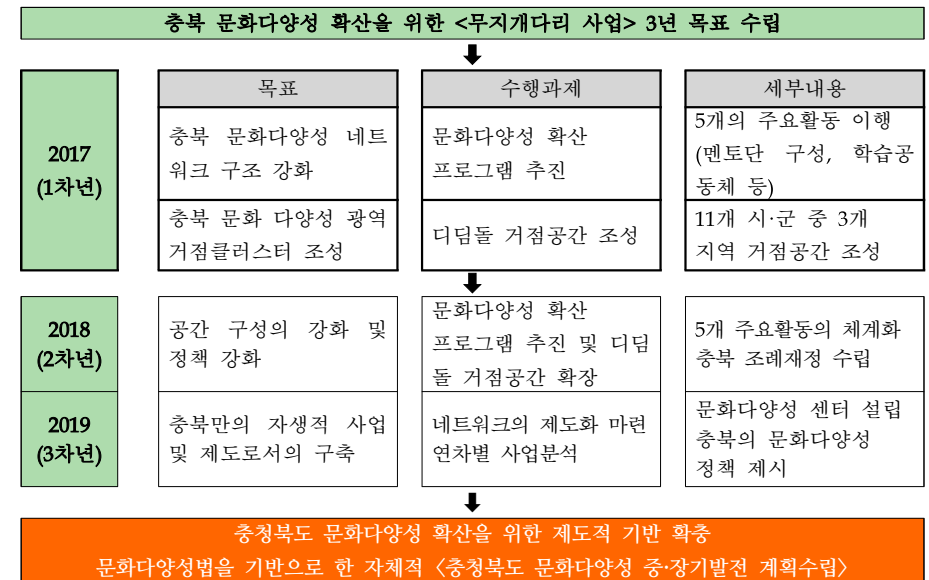 충북 문화다양성 확산을 위한 <무지개다리 사업> 3년 목표 수립
목표
수행과제
세부내용
2017
(1차년)
충북 문화다양성 네트
워크 구조 강화
문화다양성 확산
프로그램 추진
5개의 주요활동 이행
(멘토단 구성, 학습공
동체 등)
충북 문화 다양성 광역
거점클러스터 조성
디딤돌 거점공간 조성
11개 시·군 중 3개
지역 거점공간 조성
2018
(2차년)
공간 구성의 강화 및
정책 강화
문화다양성 확산
프로그램 추진 및 디딤
돌 거점공간 확장
5개 주요활동의 체계화
충북 조례재정 수립
2019
(3차년)
충북만의 자생적 사업
및 제도로서의 구축
네트워크의 제도화 마련
연차별 사업분석
문화다양성 센터 설립
충북의 문화다양성
정책 제시
충청북도 문화다양성 확산을 위한 제도적 기반 확충
문화다양성법을 기반으로 한 자체적 <충청북도 문화다양성 중·장기발전 계획수립>